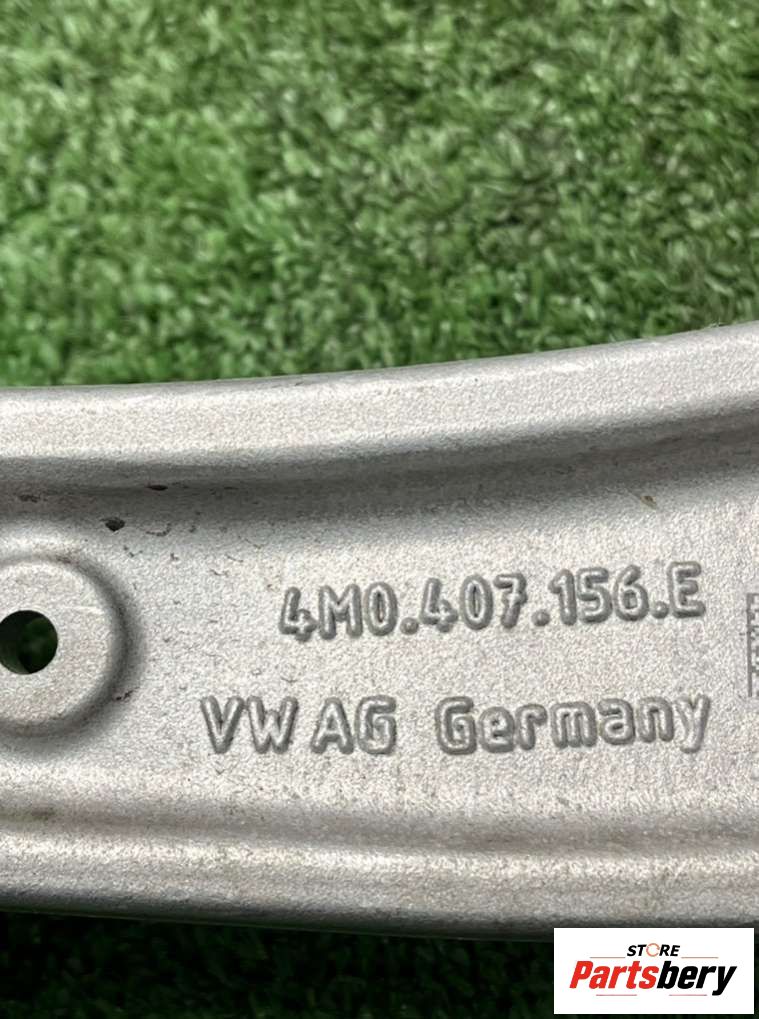 4M0.407.156.E
VW AG Germany
STORE
Partsbery